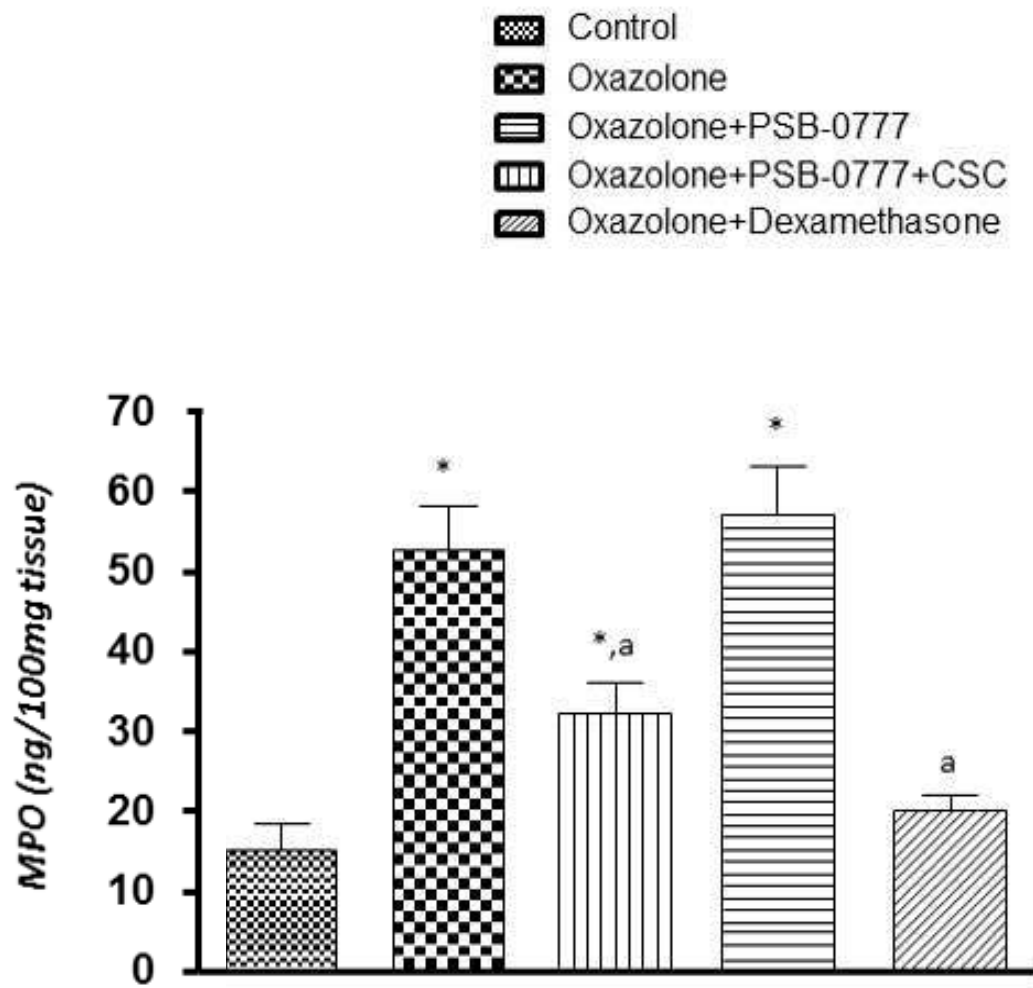 Control
Oxazolone
Oxazolone+PSB-0777
Oxazolone+PSB-0777+CSC
Oxazolone+Dexamethasone
MPO (ng/100mg tissue)
70
60
50
40
30
20
10
0
*
*
*,a
*
a